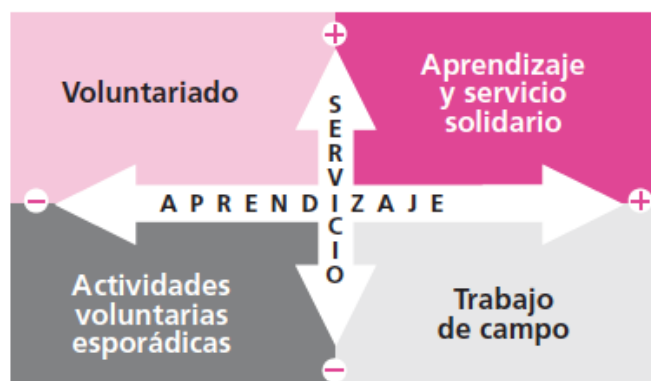 +
Voluntariado
Aprendizaje
y servicio
solidario
SERVICIO
− APRENDIZAJE +
Actividades
voluntarias
esporádicas
Trabajo
de campo
−